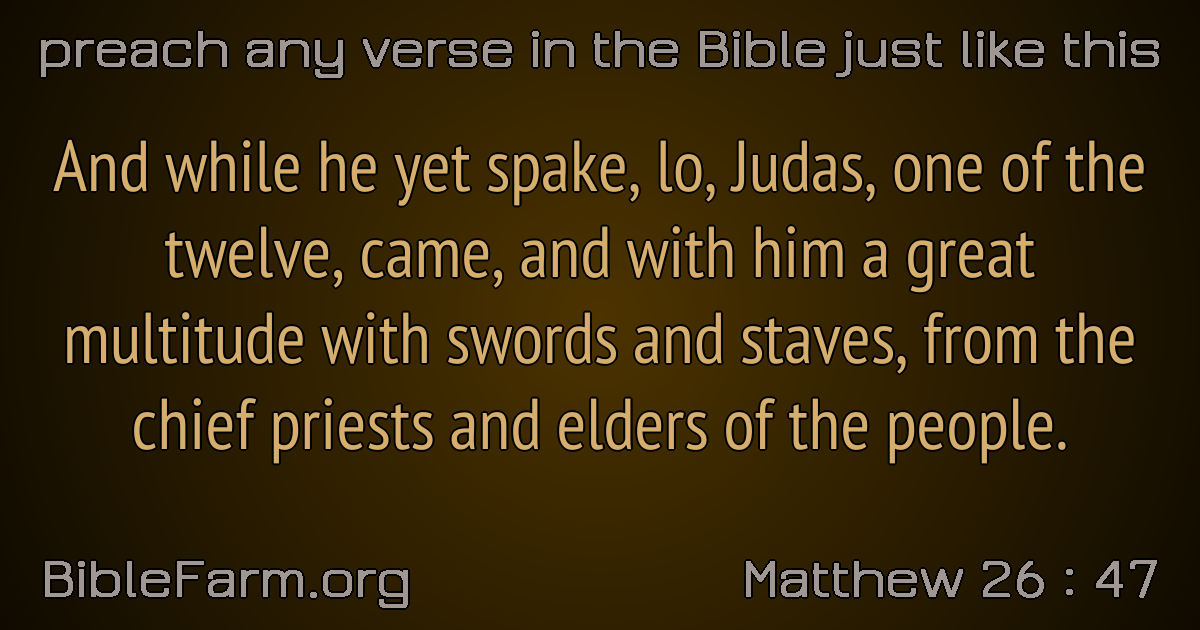 preach any verse in the Bible just like this
And while he yet spake, lo, Judas, one of the
twelve, came, and with him a great
multitude with swords and staves, from the
chief priests and elders of the people.
BibleFarm.org
Matthew 26 : 47